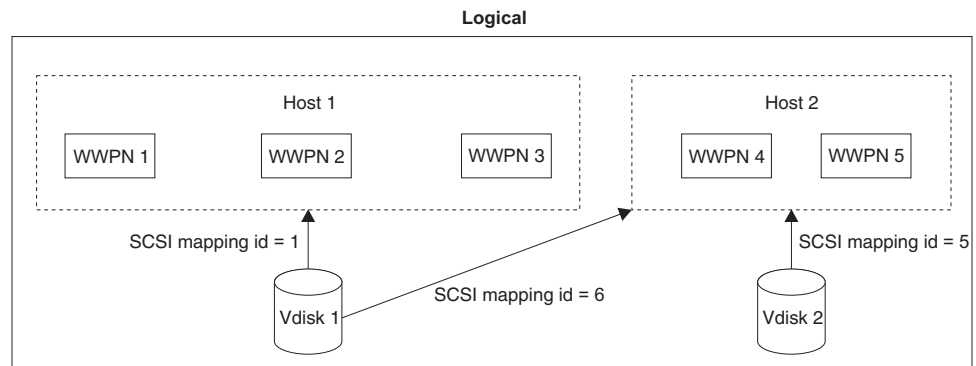 Logical
Host 1
Host 2
WWPN 1
WWPN 2
WWPN 3
WWPN 4
WWPN 5
SCSI mapping id = 1
SCSI mapping id = 5
SCSI mapping id = 6
Vdisk 1
Vdisk 2